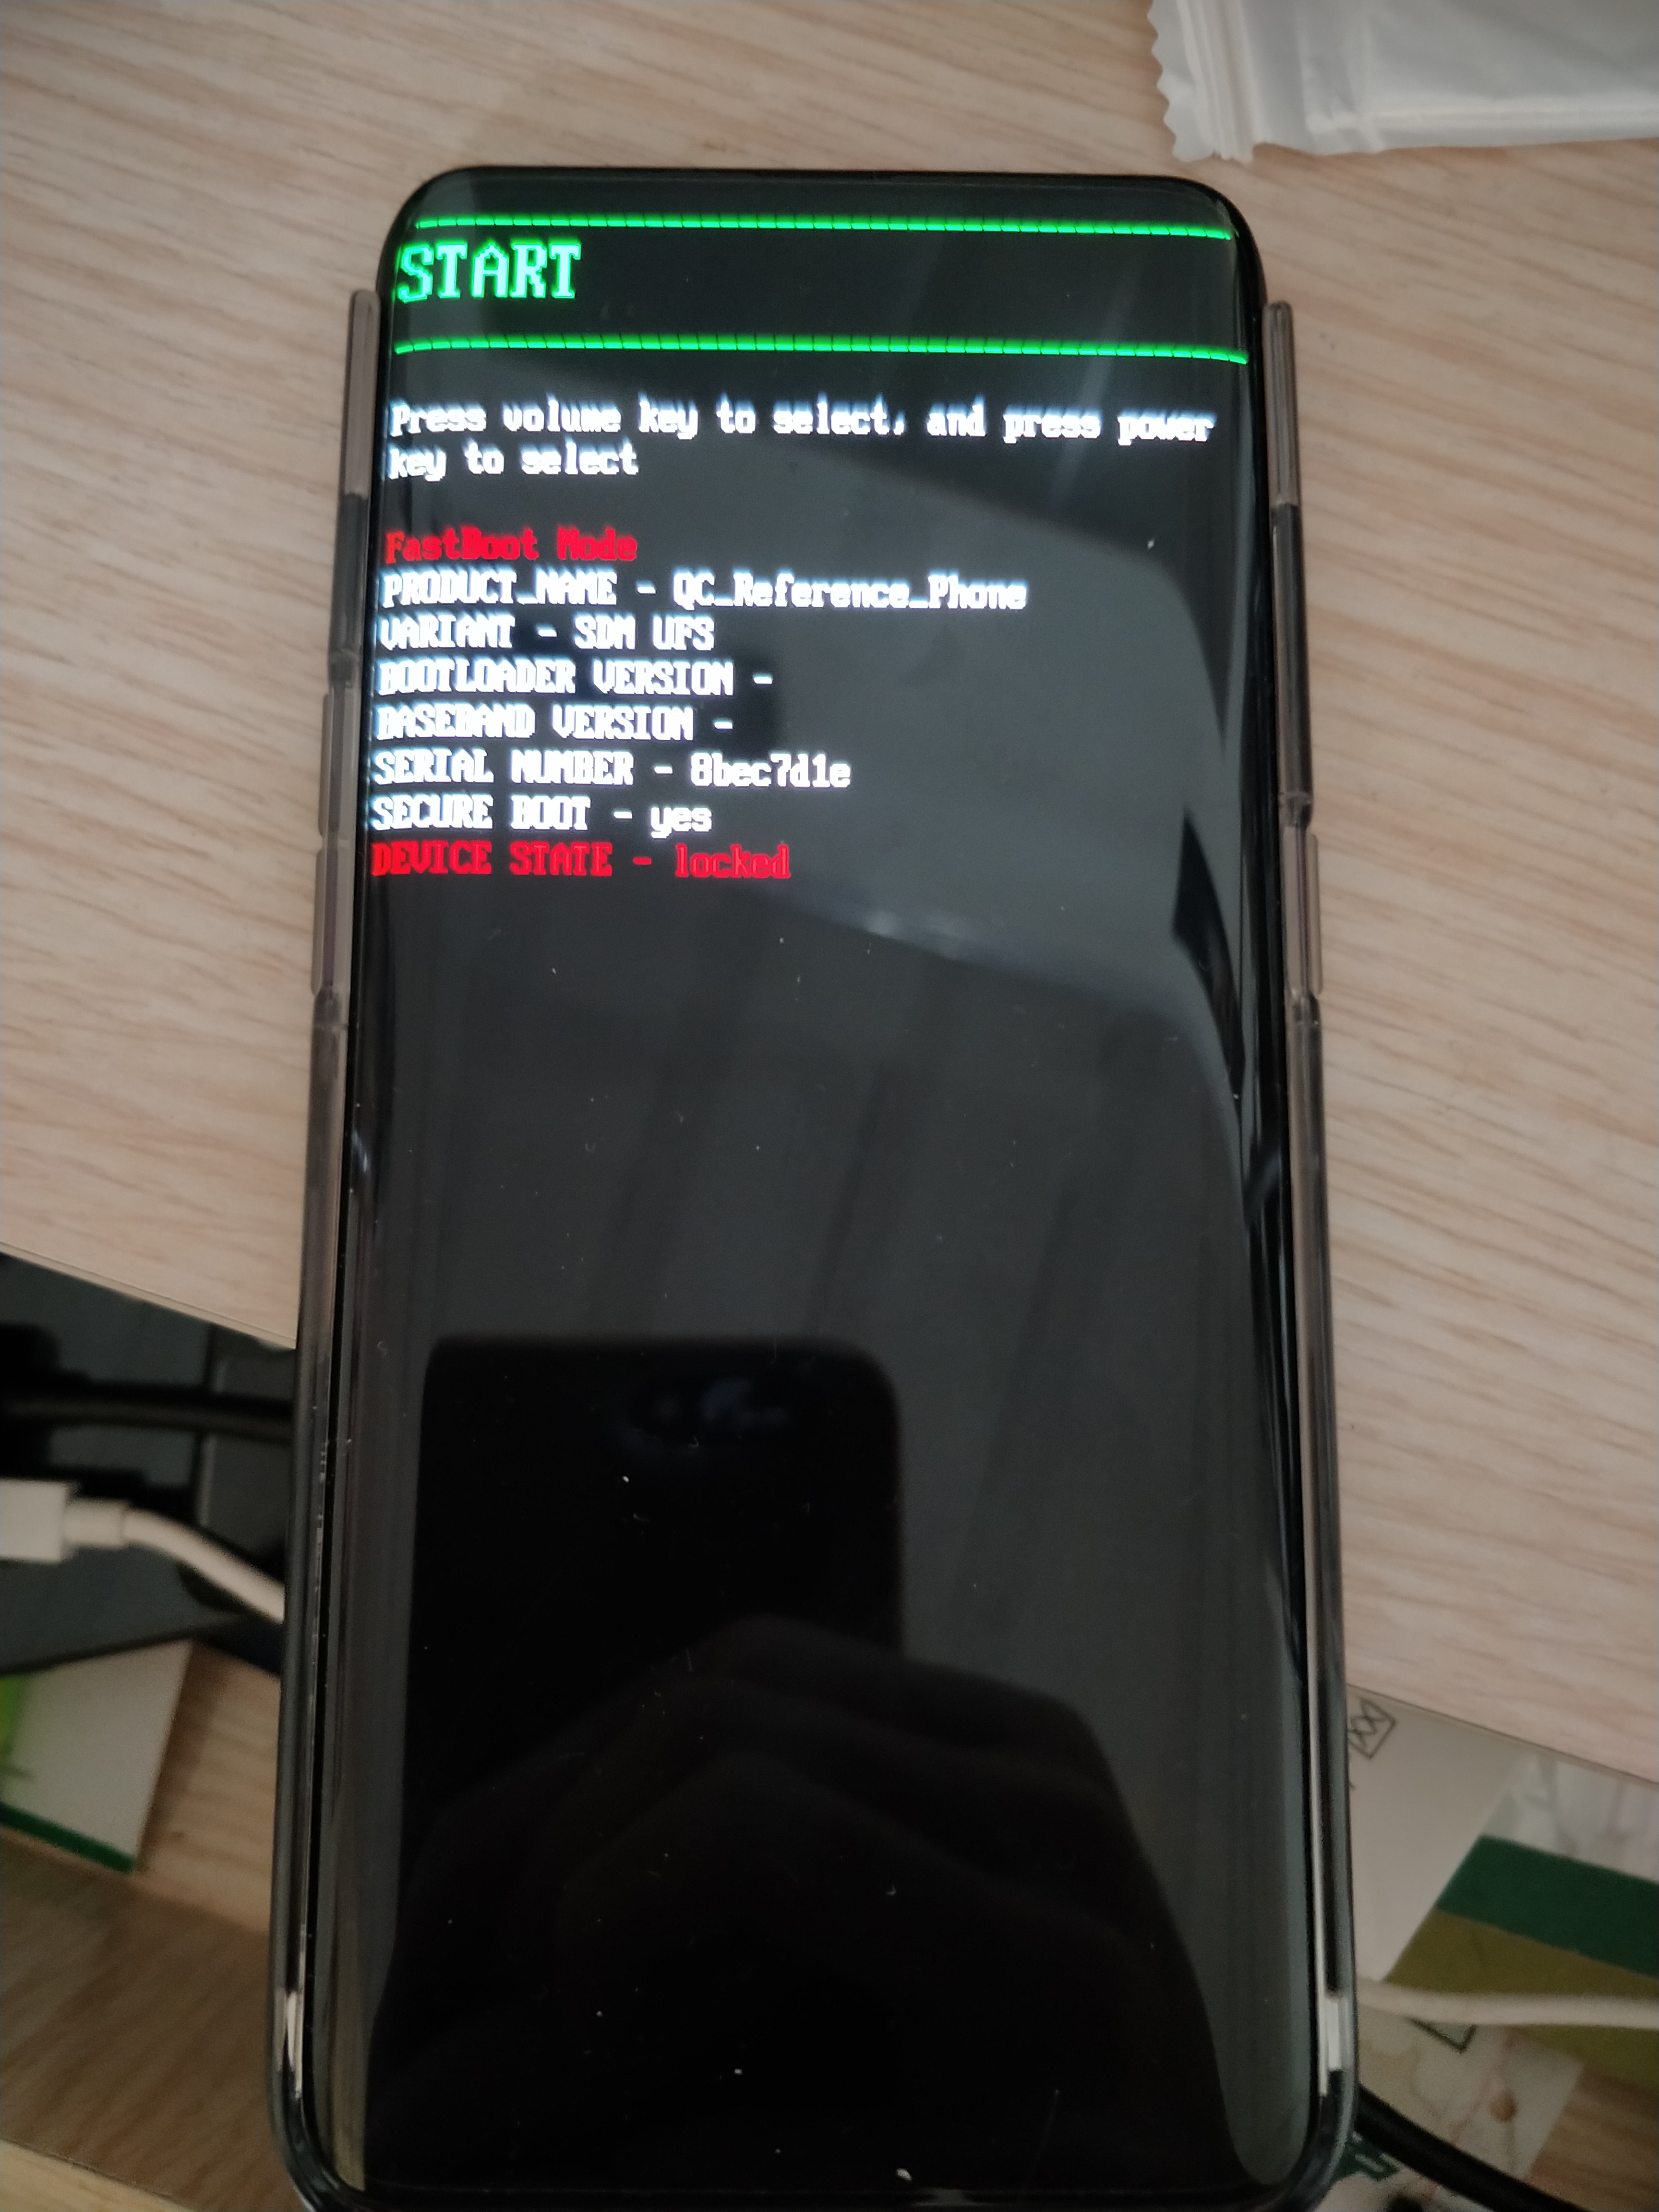 START
Press volume key to select, and press power
key to select
FastBoot Mode
PRODUCT_NAME - QC_Reference_Phone
VARIANT - SDM UFS
BOOTLOADER VERSION -
BASEBAND VERSION -
SERIAL NUMBER - 8bec7d1e
SECURE BOOT - yes
DEVICE STATE - locked